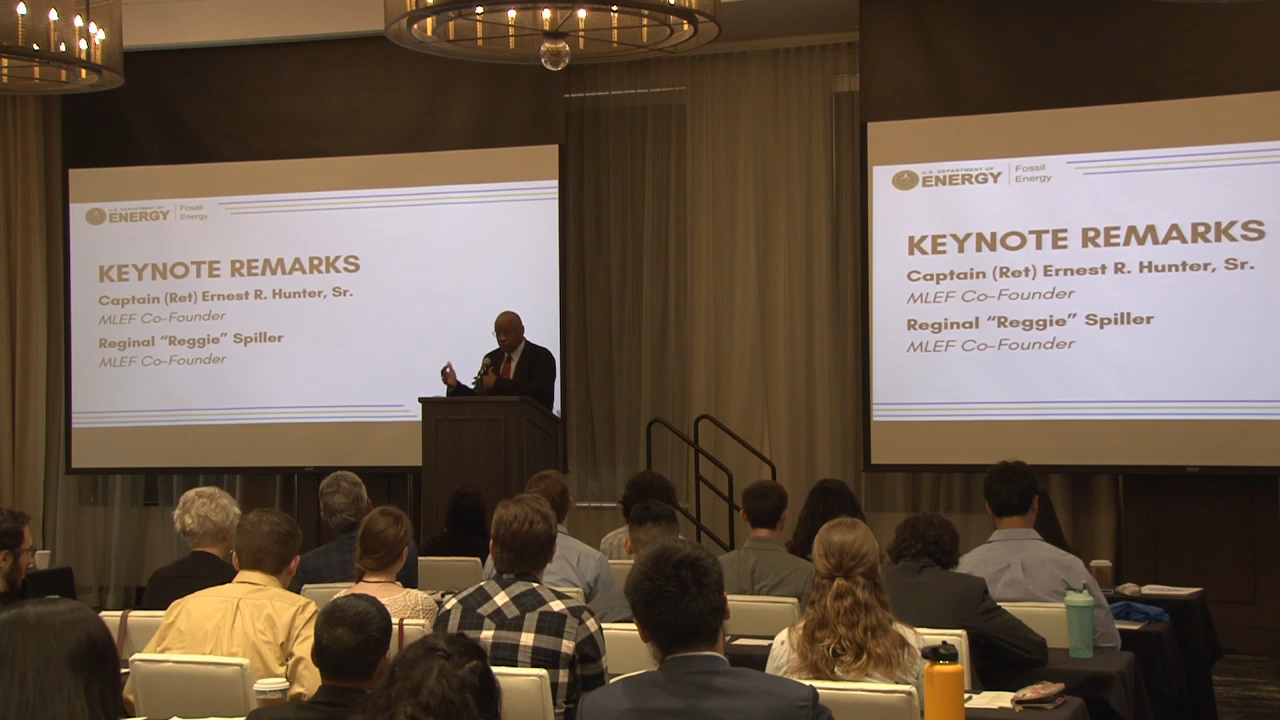 U.S. DEPARTMENT OF
ENERGY
Fossil
Energy
KEYNOTE REMARKS
Captain (Ret) Ernest R. Hunter, Sr.
MLEF Co-Founder
Reginal “Reggie” Spiller
MLEF Co-Founder
U.S. DEPARTMENT OF
ENERGY
Fossil
Energy
KEYNOTE REMARKS
Captain (Ret) Ernest R. Hunter, Sr.
MLEF Co-Founder
Reginal “Reggie” Spiller
MLEF Co-Founder